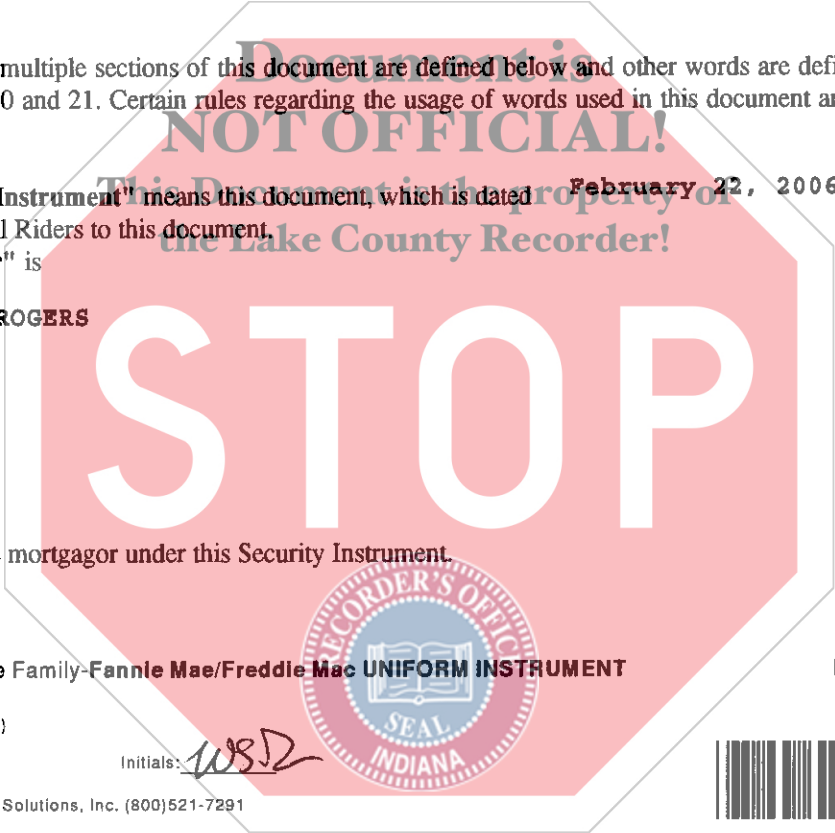 Document is
multiple sections of this document are defined below and other words are defi
0 and 21. Certain rules regarding the usage of words used in this document ar
NOT OFFICIAL!
This Document is the property of
Instrument" means this document, which is dated February 22, 2006
l Riders to this document.
the Lake County Recorder!
" is
ROGERS
STOP
mortgagor under this Security Instrument.
RECORDER'S OFFICE
e Family-Fannie Mae/Freddie Mac UNIFORM INSTRUMENT
SEAL
INDIANA
)
Initials:
Solutions, Inc. (800)521-7291